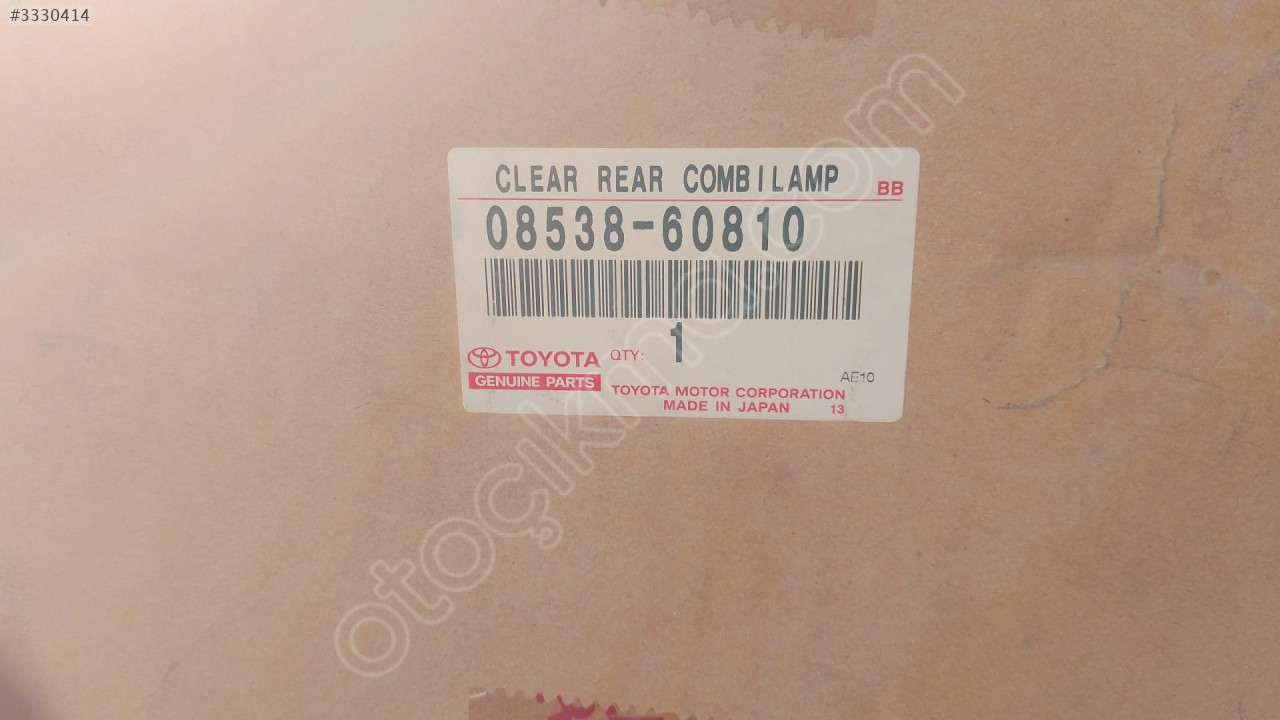 #3330414
CLEAR REAR COMBILAMP BB
08538-60810
QTY: 1
TOYOTA
GENUINE PARTS
AE10
TOYOTA MOTOR CORPORATION
MADE IN JAPAN 13
otoçıkma.com